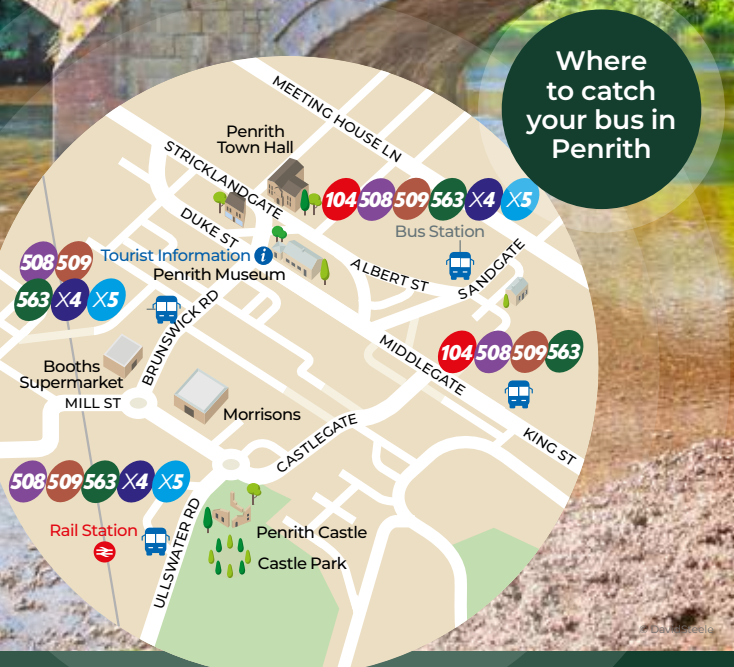 Where
to catch
your bus in
Penrith
MEETING HOUSE LN
Penrith
Town Hall
STRICKLANDGATE
104 508 509 563 X4 X5
Bus Station
DUKE ST
Tourist Information i
Penrith Museum
ALBERT ST
SANDGATE
508 509
563 X4 X5
BRUNSWICK RD
104 508 509 563
MIDDLEGATE
Booths
Supermarket
MILL ST
Morrisons
KING ST
CASTLEGATE
508 509 563 X4 X5
Rail Station
ULLSWATER RD
Penrith Castle
Castle Park
David Steele